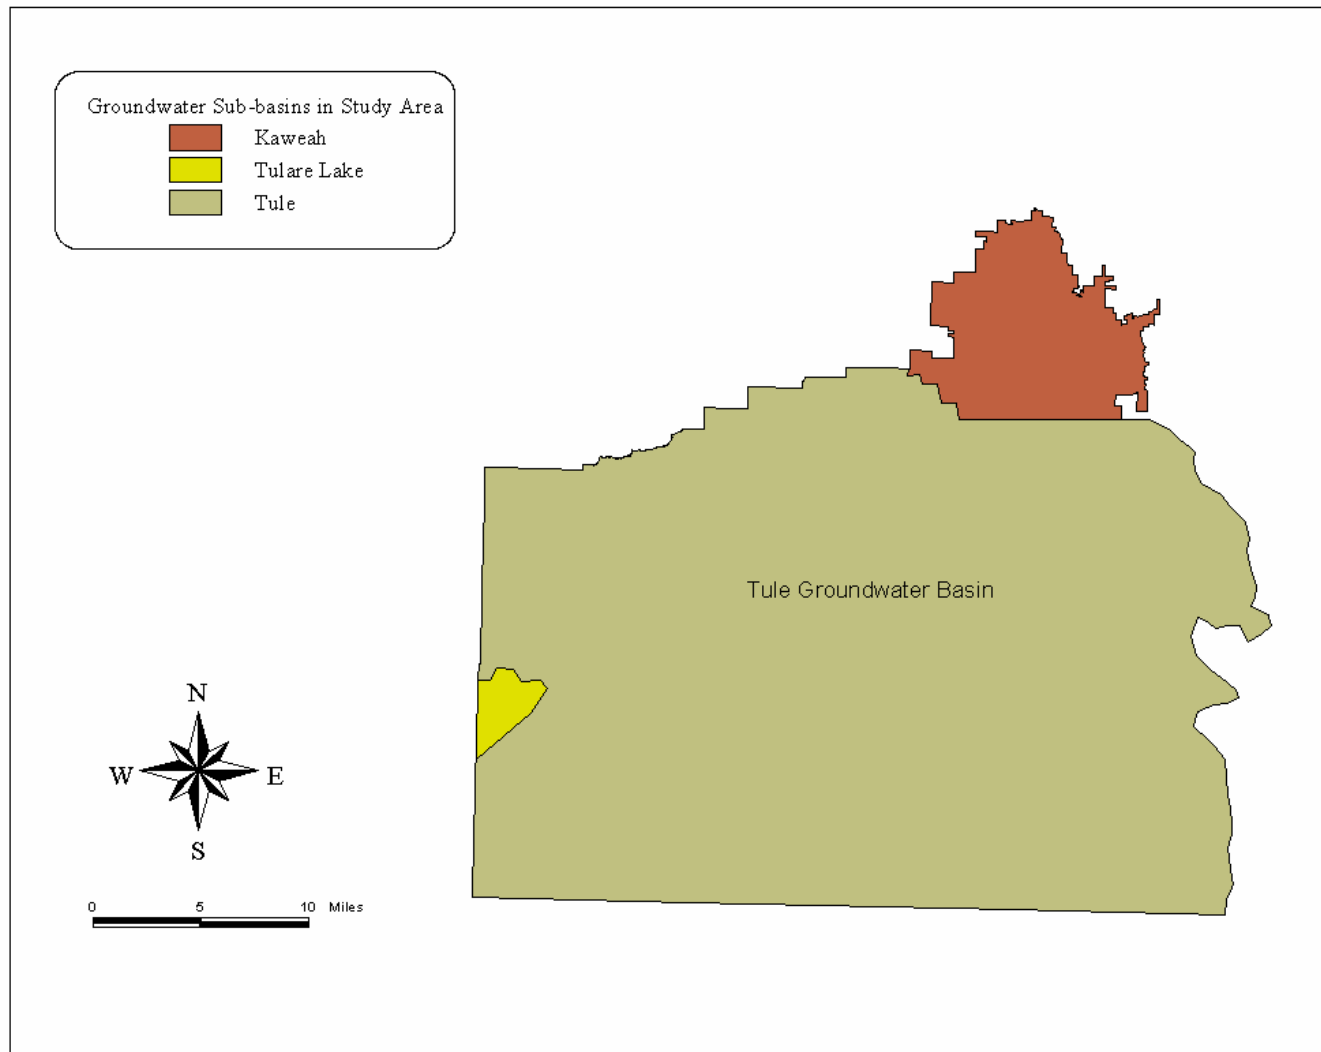 Groundwater Sub-basins in Study Area
Kaweah
Tulare Lake
Tule
Tule Groundwater Basin
N
W E
S
0 5 10 Miles